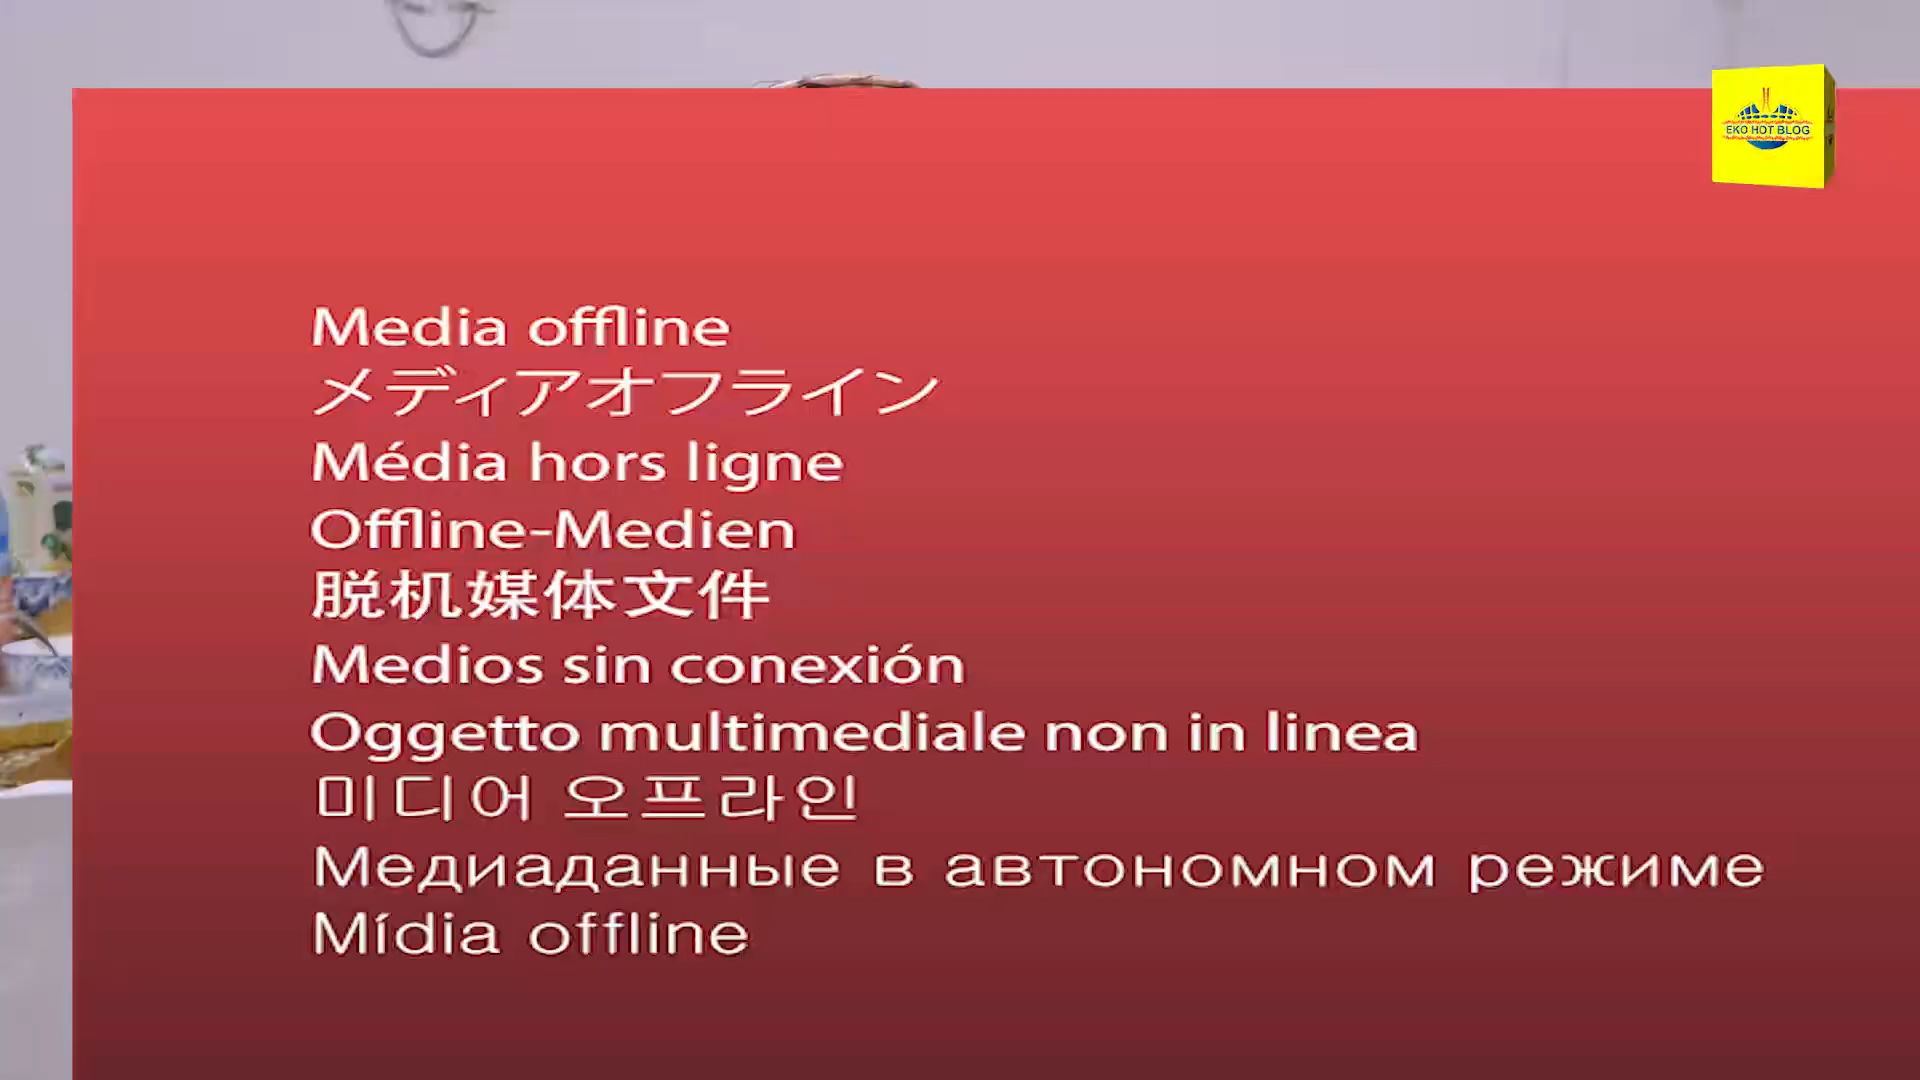 EKO HOT BLOG
Media offline
メディアオフライン
Média hors ligne
Offline-Medien
脱机媒体文件
Medios sin conexión
Oggetto multimediale non in linea
미디어 오프라인
Медиаданные в автономном режиме
Mídia offline